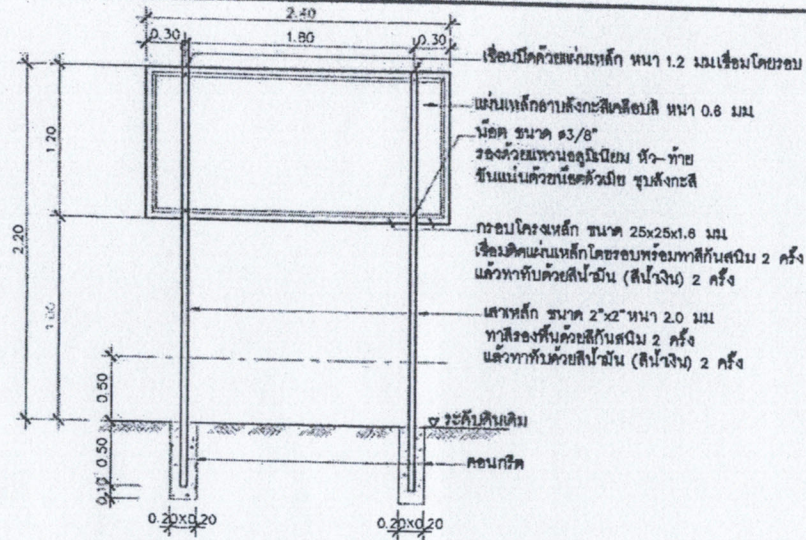 2.40
0.30
1.80
0.30
เชื่อมปิดด้วยแผ่นเหล็ก หนา 1.2 มม.เชื่อมโดยรอบ
แผ่นเหล็กอาบสังกะสีเคลือบสี หนา 0.6 มม.
น๊อต ขนาด ø3/8"
รองด้วยแหวนอลูมิเนียม หัว-ท้าย
ขันแน่นด้วยน๊อตตัวเมีย ชุบสังกะสี
1.20
2.20
กรอบโครงเหล็ก ขนาด 25x25x1.6 มม.
เชื่อมติดแผ่นเหล็กโดยรอบพร้อมทาสีกันสนิม 2 ครั้ง
แล้วทาทับด้วยสีน้ำมัน (สีน้ำเงิน) 2 ครั้ง
1.00
เสาเหล็ก ขนาด 2"x2" หนา 2.0 มม.
ทาสีรองพื้นด้วยสีกันสนิม 2 ครั้ง
แล้วทาทับด้วยสีน้ำมัน (สีน้ำเงิน) 2 ครั้ง
0.50
ระดับดินเดิม
0.50
คอนกรีต
0.10
0.20X0.20
0.20X0.20